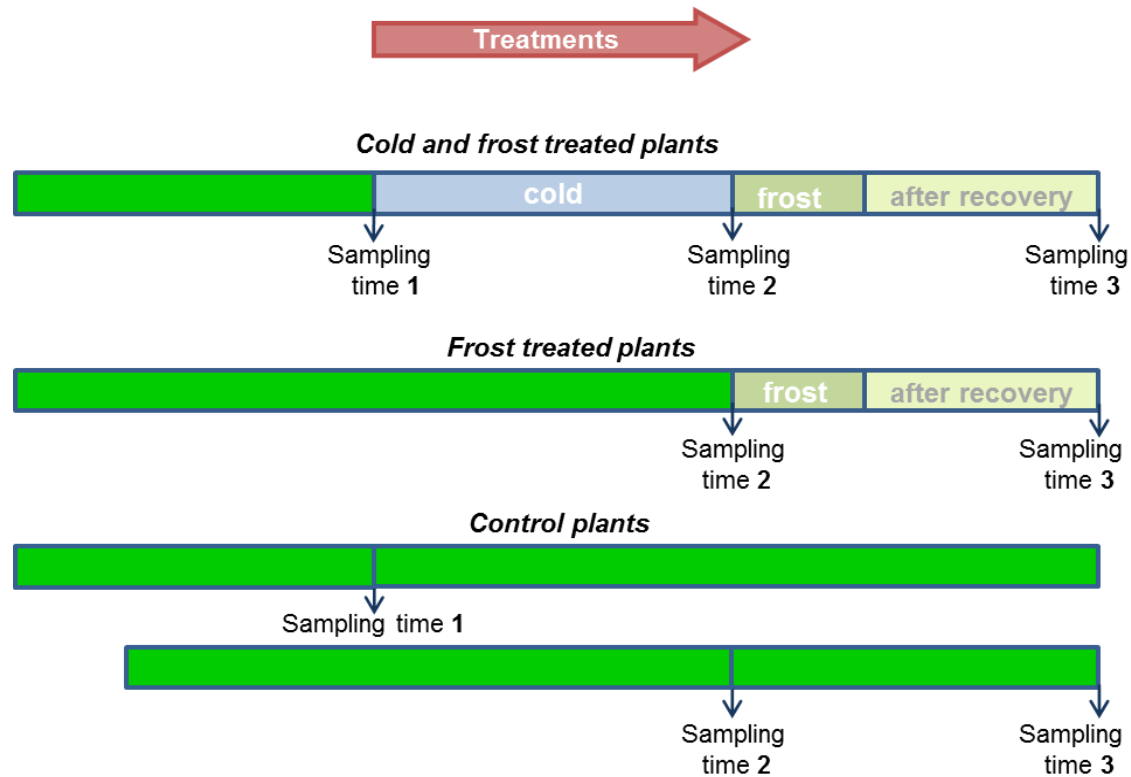 Treatments
Cold and frost treated plants
cold
frost
after recovery
Sampling
time 1
Sampling
time 2
Sampling
time 3
Frost treated plants
frost
after recovery
Sampling
time 2
Sampling
time 3
Control plants
Sampling time 1
Sampling
time 2
Sampling
time 3